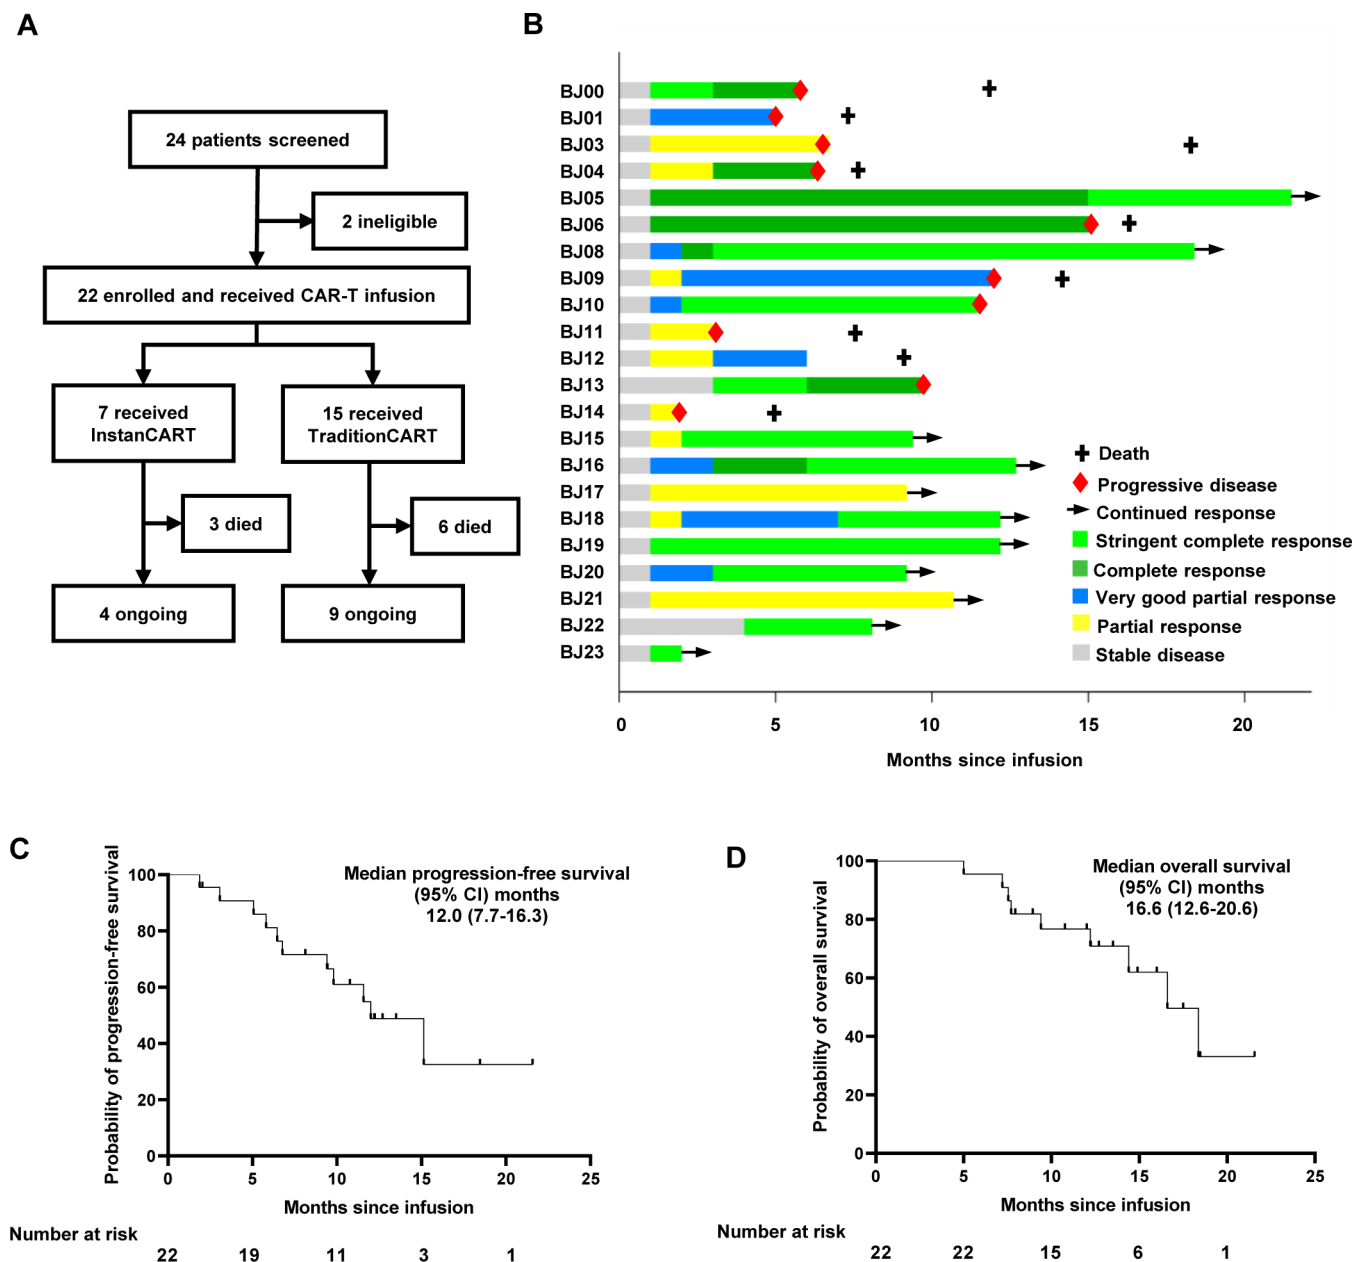 A
24 patients screened
2 ineligible
22 enrolled and received CAR-T infusion
7 received
InstanCART
15 received
TraditionCART
3 died
6 died
4 ongoing
9 ongoing
B
BJ00
BJ01
BJ03
BJ04
BJ05
BJ06
BJ08
BJ09
BJ10
BJ11
BJ12
BJ13
BJ14
BJ15
BJ16
BJ17
BJ18
BJ19
BJ20
BJ21
BJ22
BJ23
Death
Progressive disease
Continued response
Stringent complete response
Complete response
Very good partial response
Partial response
Stable disease
0 5 10 15 20
Months since infusion
C
Probability of progression-free survival
100
80
60
40
20
0
Median progression-free survival
(95% CI) months
12.0 (7.7-16.3)
0 5 10 15 20 25
Months since infusion
Number at risk
22 19 11 3 1
D
Probability of overall survival
100
80
60
40
20
0
Median overall survival
(95% CI) months
16.6 (12.6-20.6)
0 5 10 15 20 25
Months since infusion
Number at risk
22 22 15 6 1